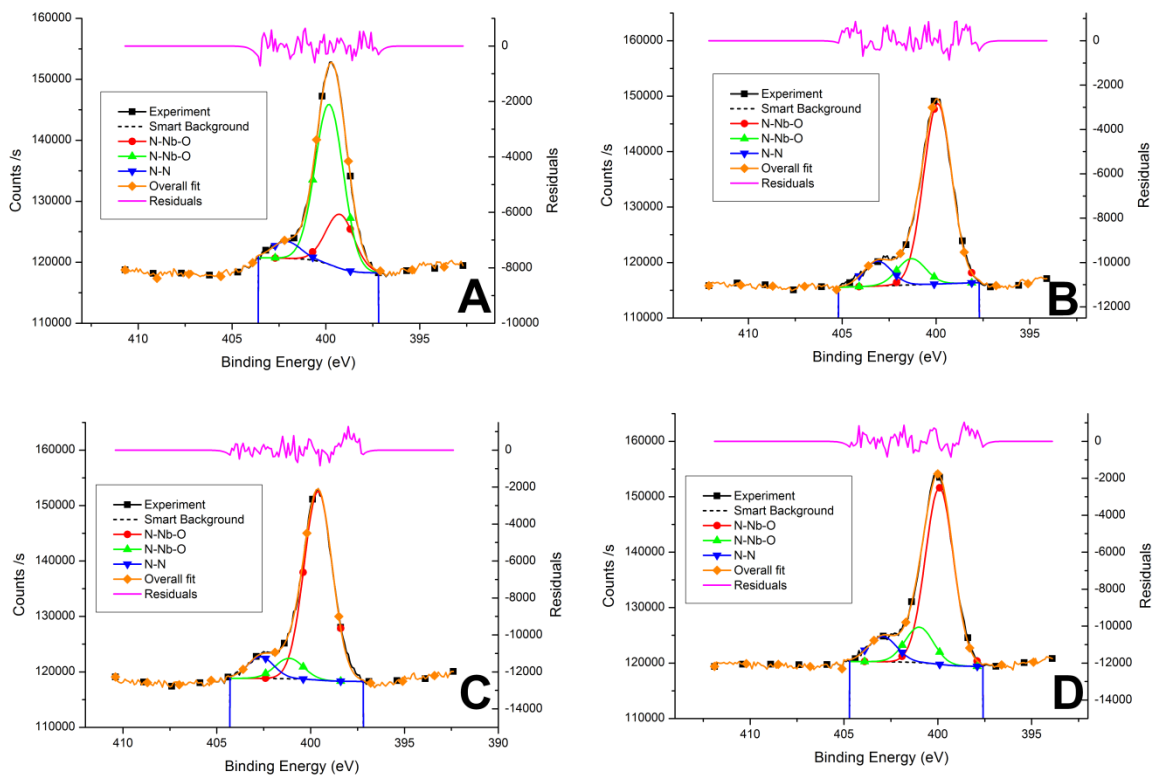 160000
150000
140000
130000
120000
110000
Counts /s
0
-2000
-4000
-6000
-8000
-10000
Residuals
Experiment
Smart Background
N-Nb-O
N-Nb-O
N-N
Overall fit
Residuals
A
410
405
400
395
Binding Energy (eV)
160000
150000
140000
130000
120000
110000
Counts /s
0
-2000
-4000
-6000
-8000
-10000
Residuals
Experiment
Smart Background
N-Nb-O
N-Nb-O
N-N
Overall fit
Residuals
B
410
405
400
395
Binding Energy (eV)
160000
150000
140000
130000
120000
110000
Counts /s
0
-2000
-4000
-6000
-8000
-10000
-12000
-14000
Residuals
Experiment
Smart Background
N-Nb-O
N-Nb-O
N-N
Overall fit
Residuals
C
410
405
400
395
390
Binding Energy (eV)
160000
150000
140000
130000
120000
110000
Counts /s
0
-2000
-4000
-6000
-8000
-10000
-12000
-14000
Residuals
Experiment
Smart Background
N-Nb-O
N-Nb-O
N-N
Overall fit
Residuals
D
410
405
400
395
Binding Energy (eV)